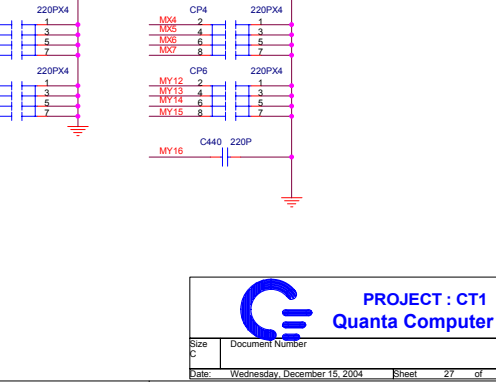 220PX4 CP4 220PX4
1 MX4 2 1
3 MX5 4 3
5 MX6 6 5
7 MX7 8 7
220PX4 CP6 220PX4
1 MY12 2 1
3 MY13 4 3
5 MY14 6 5
7 MY15 8 7
C440 220P
MY16
PROJECT : CT1
Quanta Computer
Size Document Number
C
Date: Wednesday, December 15, 2004 Sheet 27 of